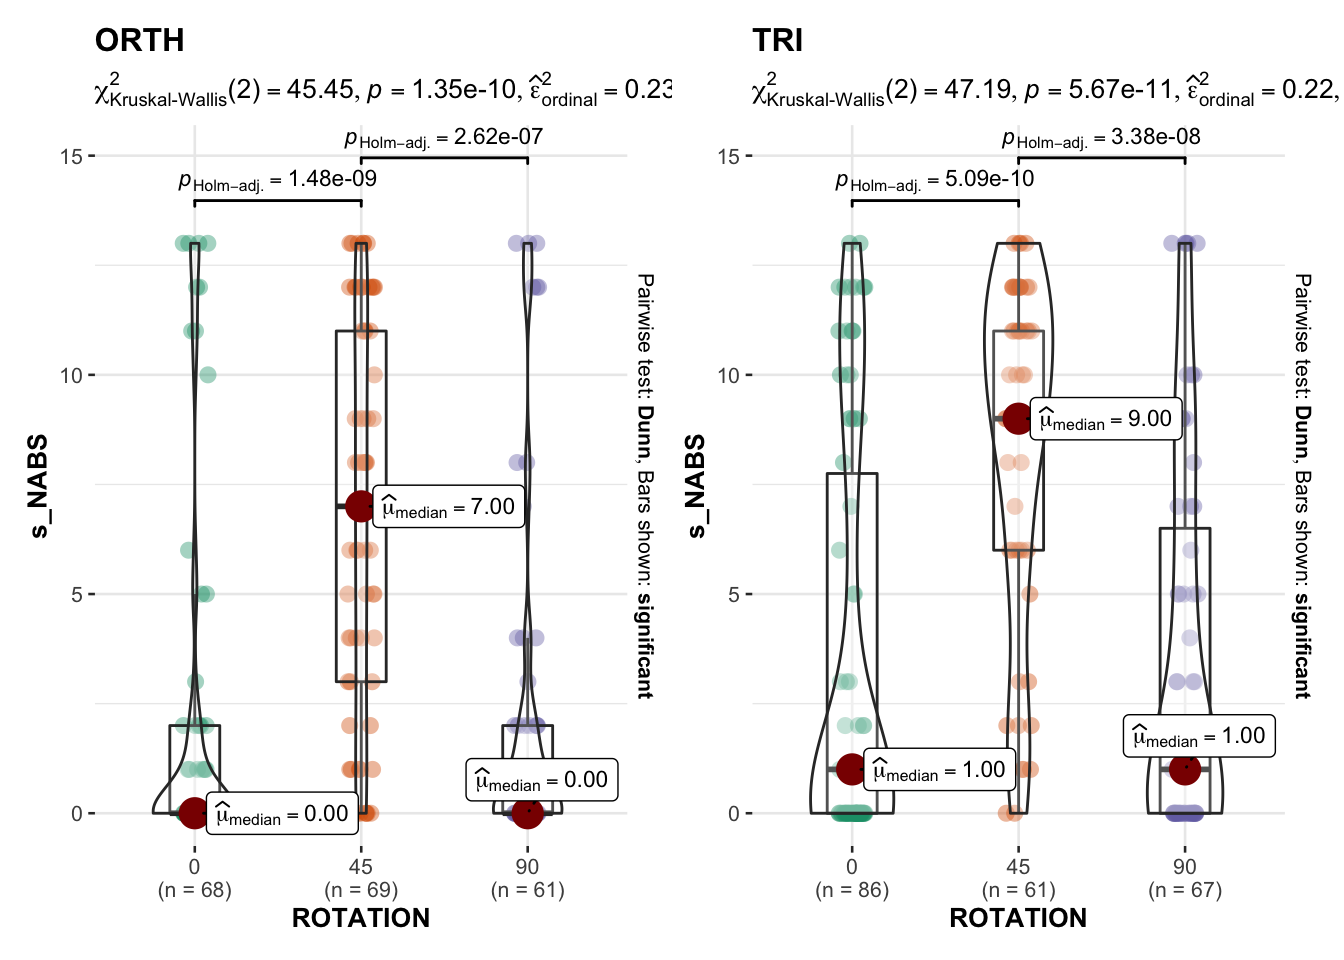 ORTH
χ²Kruskal-Wallis(2) = 45.45, p = 1.35e-10, ε̂²ordinal = 0.23
pHolm−adj. = 2.62e-07
pHolm−adj. = 1.48e-09
15
10
5
0
s_NABS
μ̂median = 7.00
μ̂median = 0.00
μ̂median = 0.00
Pairwise test: Dunn, Bars shown: significant
0 45 90
(n = 68) (n = 69) (n = 61)
ROTATION
TRI
χ²Kruskal-Wallis(2) = 47.19, p = 5.67e-11, ε̂²ordinal = 0.22,
pHolm−adj. = 3.38e-08
pHolm−adj. = 5.09e-10
15
10
5
0
s_NABS
μ̂median = 9.00
μ̂median = 1.00
μ̂median = 1.00
Pairwise test: Dunn, Bars shown: significant
0 45 90
(n = 86) (n = 61) (n = 67)
ROTATION